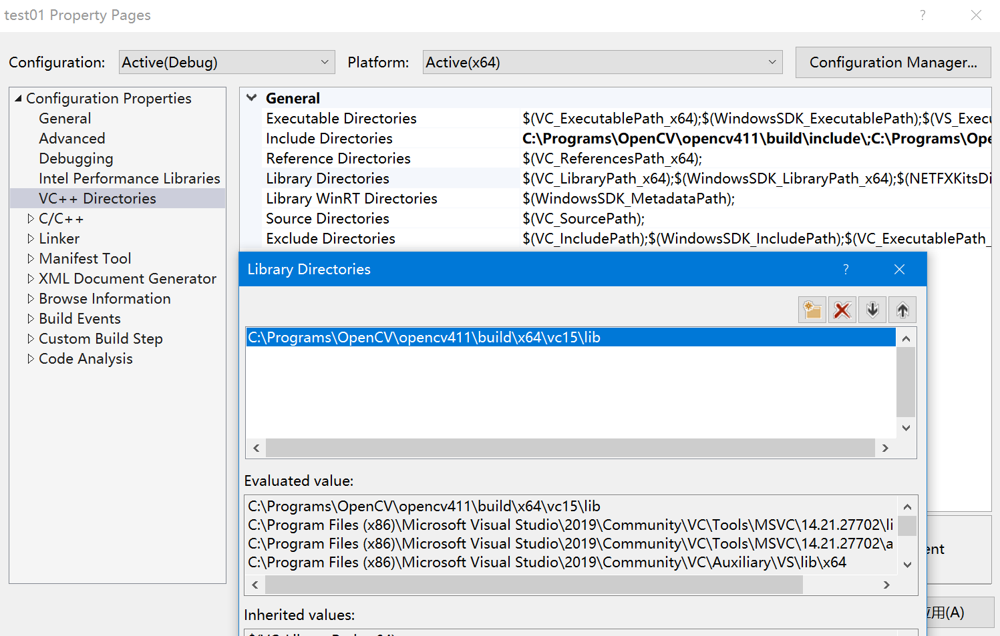 test01 Property Pages
Configuration: Active(Debug) Platform: Active(x64) Configuration Manager...
Configuration Properties
General
Advanced
Debugging
Intel Performance Libraries
VC++ Directories
C/C++
Linker
Manifest Tool
XML Document Generator
Browse Information
Build Events
Custom Build Step
Code Analysis
General
Executable Directories $(VC_ExecutablePath_x64);$(WindowsSDK_ExecutablePath);$(VS_Execu
Include Directories C:\Programs\OpenCV\opencv411\build\include\;C:\Programs\Ope
Reference Directories $(VC_ReferencesPath_x64);
Library Directories $(VC_LibraryPath_x64);$(WindowsSDK_LibraryPath_x64);$(NETFXKitsDi
Library WinRT Directories $(WindowsSDK_MetadataPath);
Source Directories $(VC_SourcePath);
Exclude Directories $(VC_IncludePath);$(WindowsSDK_IncludePath);$(VC_ExecutablePath_
Library Directories
C:\Programs\OpenCV\opencv411\build\x64\vc15\lib
Evaluated value:
C:\Programs\OpenCV\opencv411\build\x64\vc15\lib
C:\Program Files (x86)\Microsoft Visual Studio\2019\Community\VC\Tools\MSVC\14.21.27702\li
C:\Program Files (x86)\Microsoft Visual Studio\2019\Community\VC\Tools\MSVC\14.21.27702\a
C:\Program Files (x86)\Microsoft Visual Studio\2019\Community\VC\Auxiliary\VS\lib\x64
Inherited values:
ent
用(A)